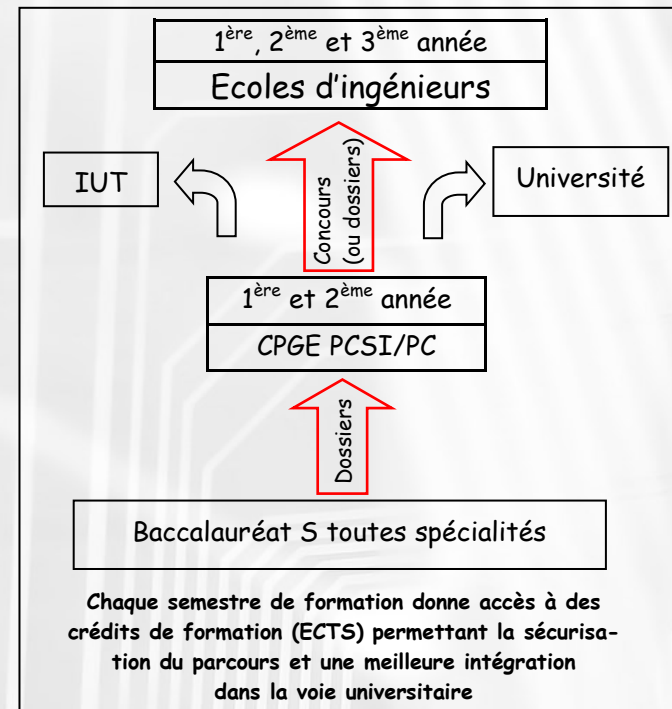 1ère, 2ème et 3ème année
Ecoles d'ingénieurs
IUT
Concours
(ou dossiers)
Université
1ère et 2ème année
CPGE PCSI/PC
Dossiers
Baccalauréat S toutes spécialités
Chaque semestre de formation donne accès à des
crédits de formation (ECTS) permettant la sécurisa-
tion du parcours et une meilleure intégration
dans la voie universitaire